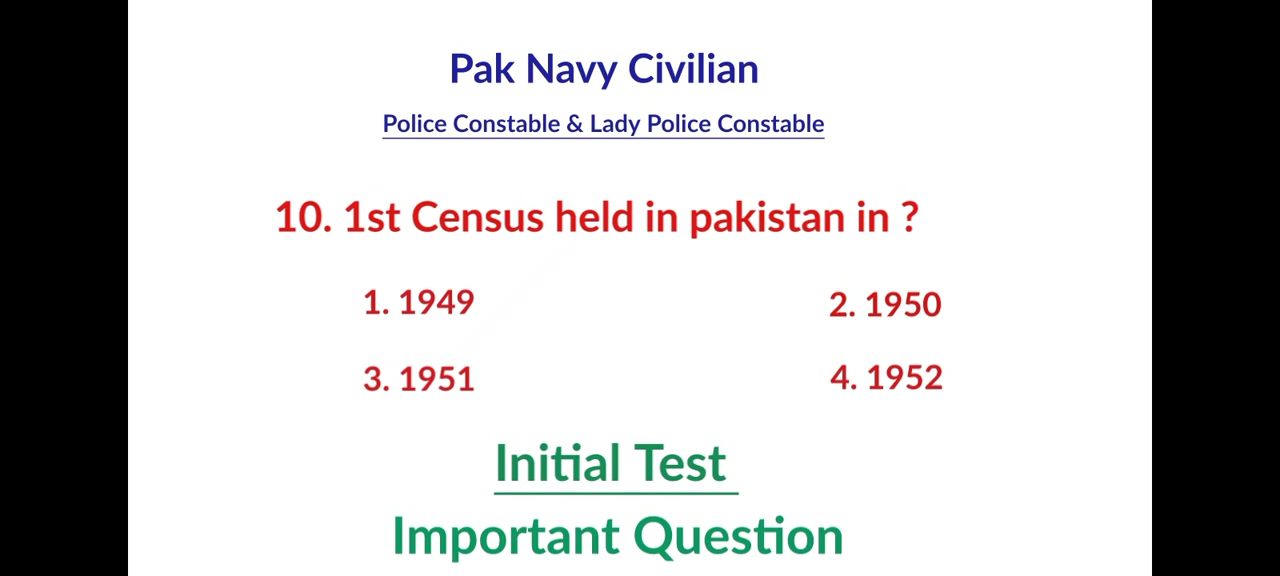 Pak Navy Civilian
Police Constable & Lady Police Constable
10. 1st Census held in pakistan in ?
1. 1949 2. 1950
3. 1951 4. 1952
Initial Test
Important Question